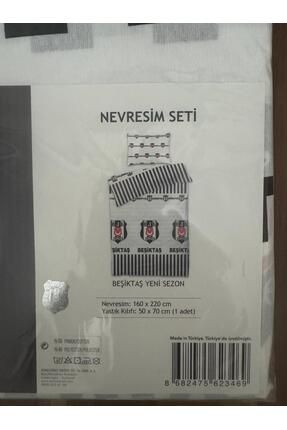 NEVRESİM SETİ
BEŞİKTAŞ BEŞİKTAŞ BEŞİKTAŞ
BEŞİKTAŞ YENİ SEZON
Nevresim: 160 x 220 cm
Yastık Kılıfı: 50 x 70 cm (1 adet)
Made in Türkiye. Türkiye'de üretilmiştir.
8 682475 623469